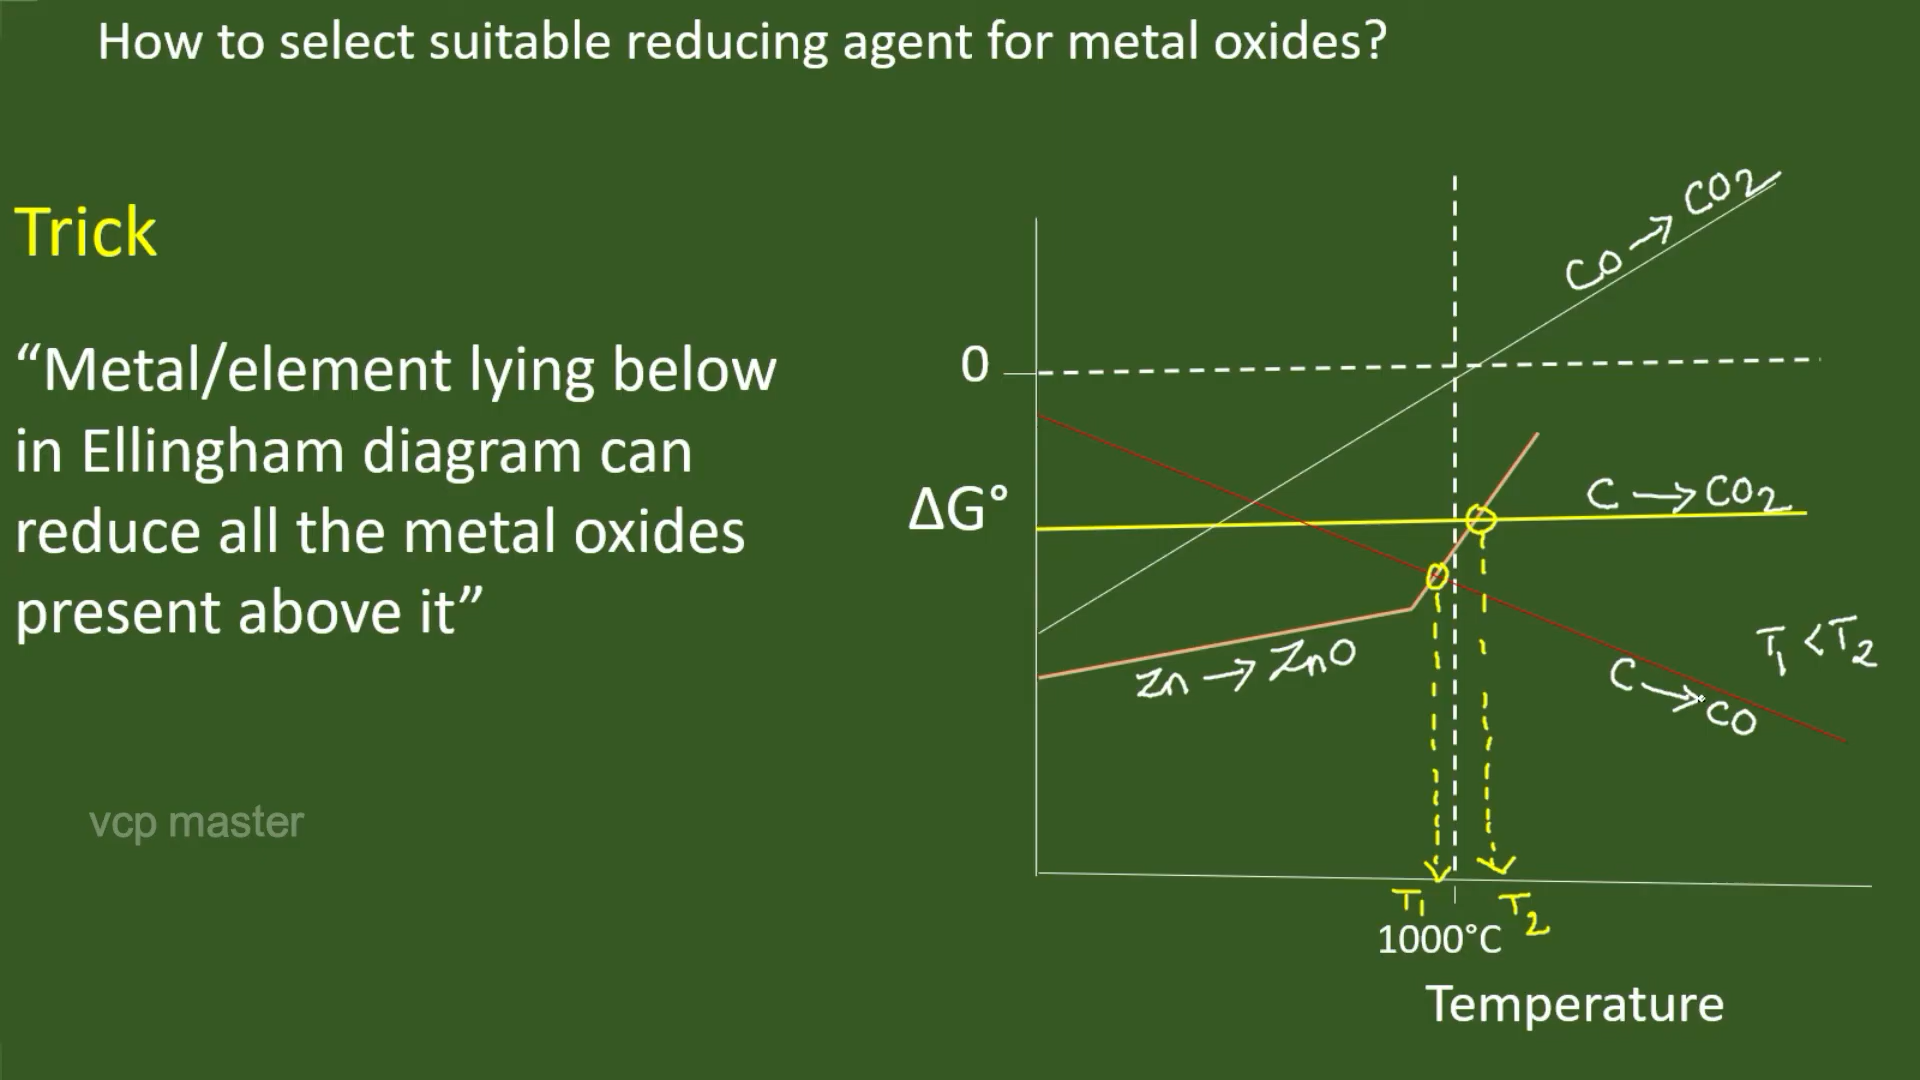 How to select suitable reducing agent for metal oxides?
Trick
“Metal/element lying below
in Ellingham diagram can
reduce all the metal oxides
present above it”
vcp master
CO → CO2
0
ΔG°
C → CO2
Zn → ZnO
T1 < T2
C → CO
T1
T2
1000°C
Temperature